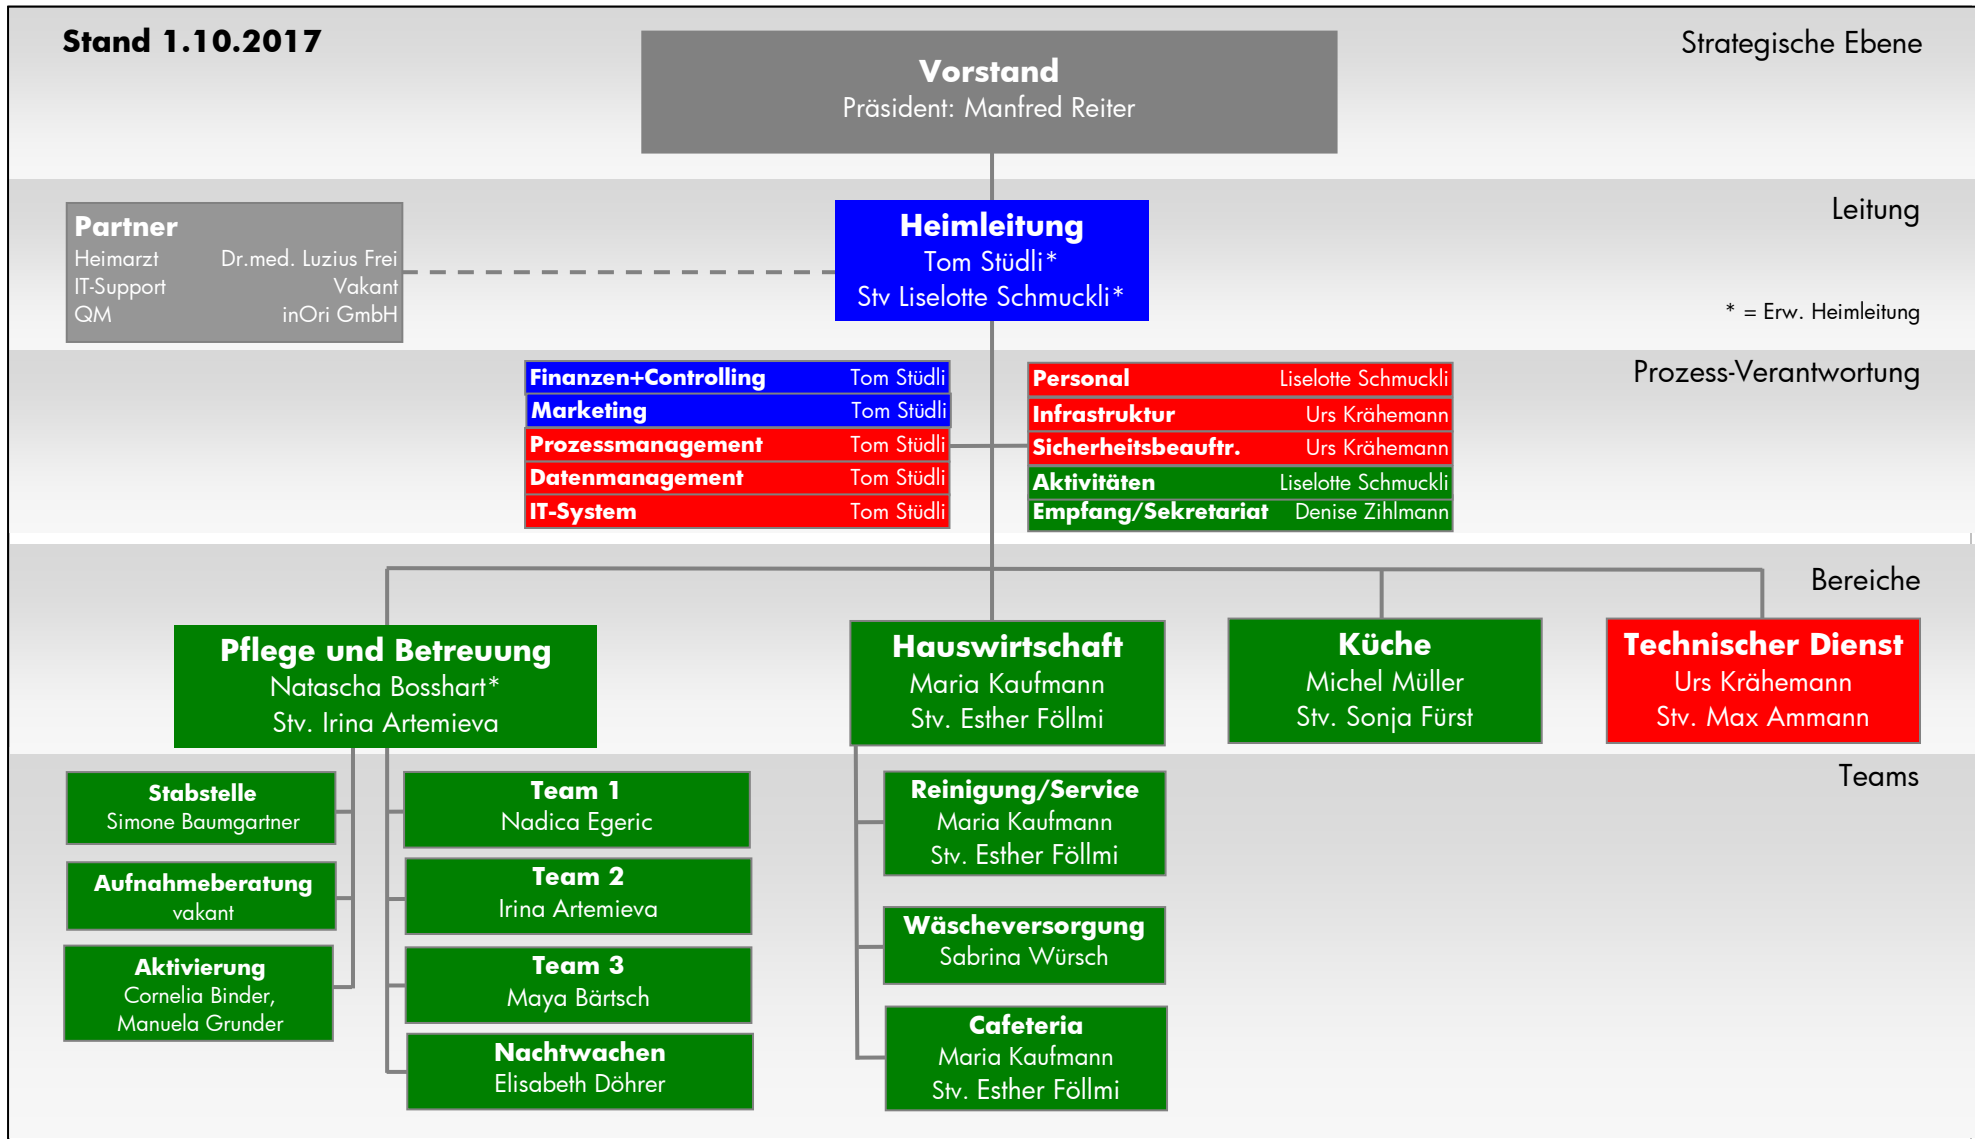 Stand 1.10.2017
Strategische Ebene
Vorstand
Präsident: Manfred Reiter
Leitung
Partner
Heimarzt Dr.med. Luzius Frei
IT-Support Vakant
QM inOri GmbH
Heimleitung
Tom Stüdli*
Stv Liselotte Schmuckli*
* = Erw. Heimleitung
Prozess-Verantwortung
Finanzen+Controlling Tom Stüdli
Marketing Tom Stüdli
Prozessmanagement Tom Stüdli
Datenmanagement Tom Stüdli
IT-System Tom Stüdli
Personal Liselotte Schmuckli
Infrastruktur Urs Krähemann
Sicherheitsbeauftr. Urs Krähemann
Aktivitäten Liselotte Schmuckli
Empfang/Sekretariat Denise Zihlmann
Bereiche
Pflege und Betreuung
Natascha Bosshart*
Stv. Irina Artemieva
Hauswirtschaft
Maria Kaufmann
Stv. Esther Föllmi
Küche
Michel Müller
Stv. Sonja Fürst
Technischer Dienst
Urs Krähemann
Stv. Max Ammann
Teams
Stabstelle
Simone Baumgartner
Aufnahmeberatung
vakant
Aktivierung
Cornelia Binder,
Manuela Grunder
Team 1
Nadica Egeric
Team 2
Irina Artemieva
Team 3
Maya Bärtsch
Nachtwachen
Elisabeth Döhrer
Reinigung/Service
Maria Kaufmann
Stv. Esther Föllmi
Wäscheversorgung
Sabrina Würsch
Cafeteria
Maria Kaufmann
Stv. Esther Föllmi